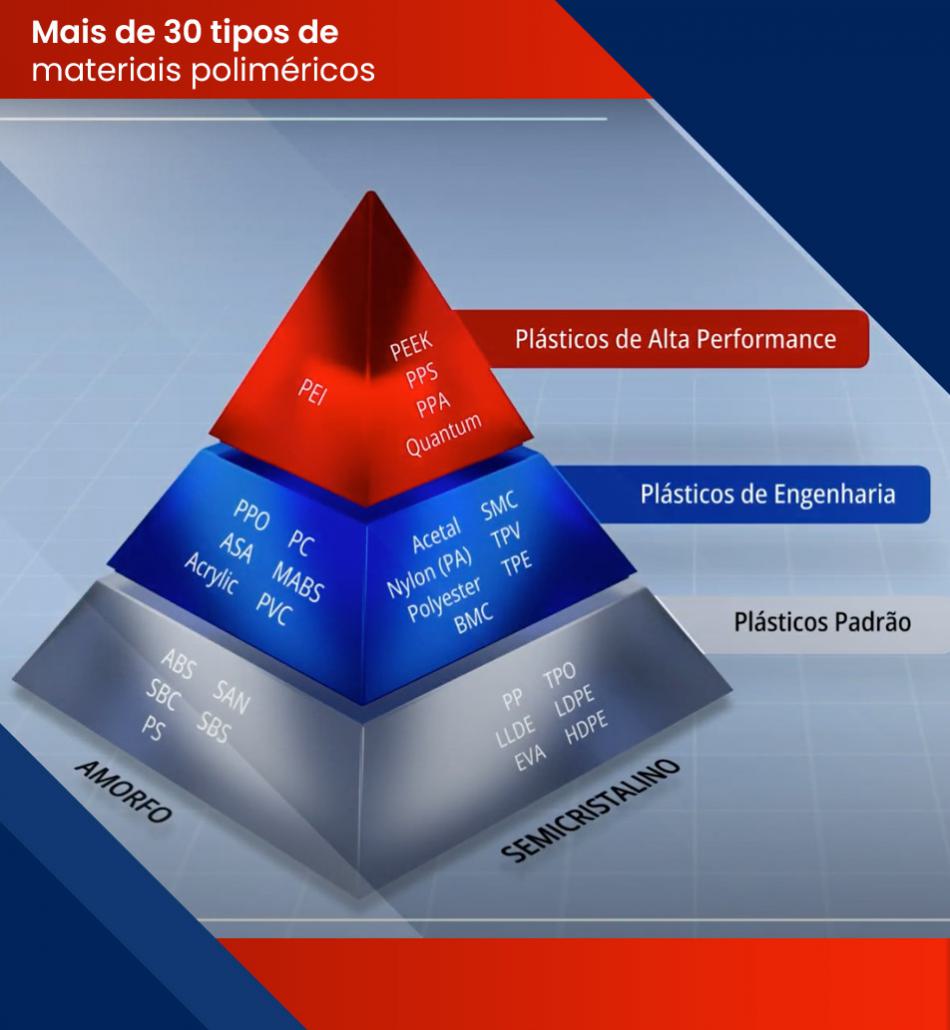 Mais de 30 tipos de
materiais poliméricos
Plásticos de Alta Performance
PEI
PEEK
PPS
PPA
Quantum
Plásticos de Engenharia
PPO PC
ASA MABS
Acrylic PVC
Acetal SMC
Nylon (PA) TPV
Polyester TPE
BMC
Plásticos Padrão
ABS SAN
SBC SBS
PS
PP TPO
LLDE LDPE
EVA HDPE
AMORFO
SEMICRISTALINO